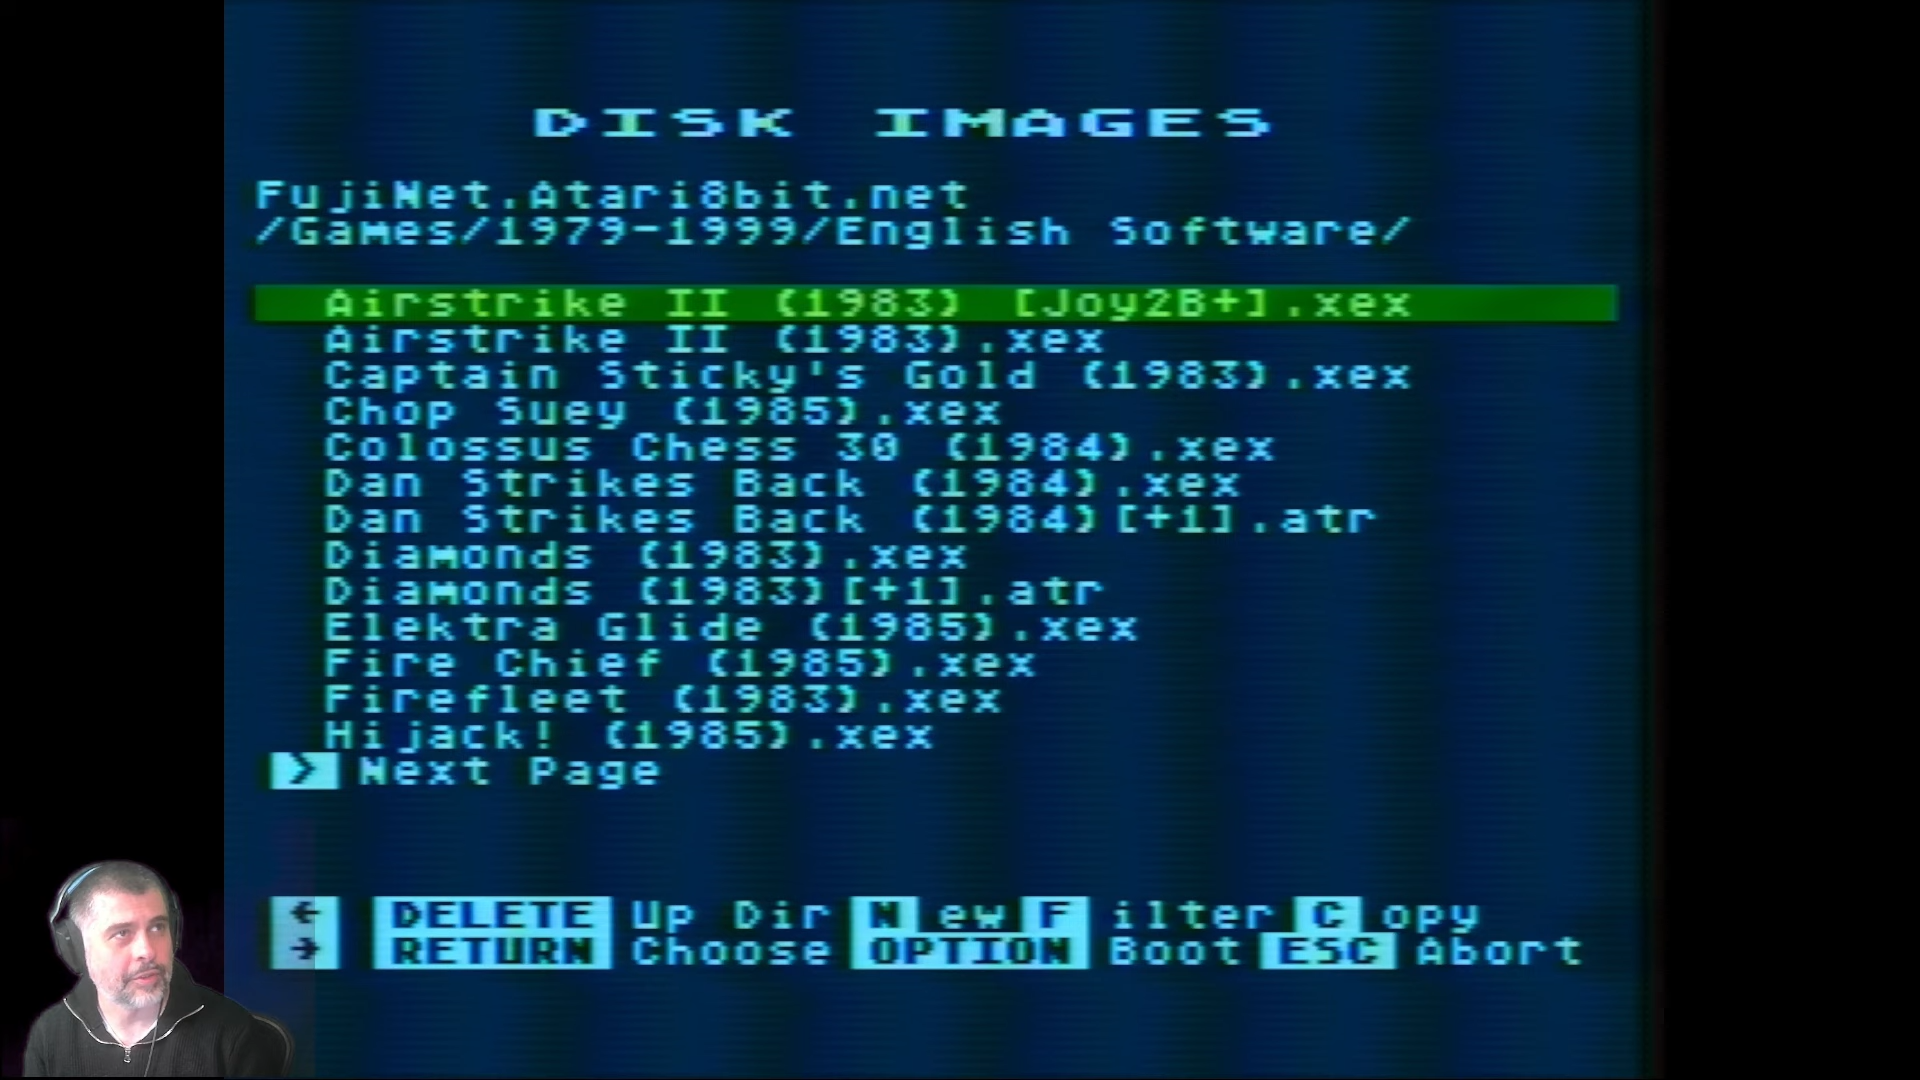 DISK IMAGES
FujiNet.Atari8bit.net
/Games/1979-1999/English Software/
Airstrike II (1983) [Joy2B+].xex
Airstrike II (1983).xex
Captain Sticky's Gold (1983).xex
Chop Suey (1985).xex
Colossus Chess 30 (1984).xex
Dan Strikes Back (1984).xex
Dan Strikes Back (1984)[+1].atr
Diamonds (1983).xex
Diamonds (1983)[+1].atr
Elektra Glide (1985).xex
Fire Chief (1985).xex
Firefleet (1983).xex
Hijack! (1985).xex
> Next Page
← DELETE Up Dir New Filter Copy
→ RETURN Choose OPTION Boot ESC Abort